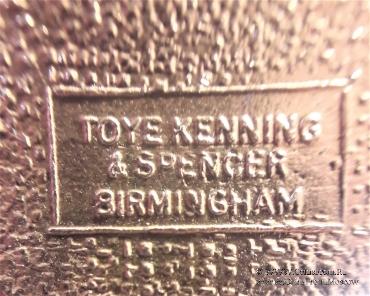 TOYE KENNING
& SPENCER
BIRMINGHAM